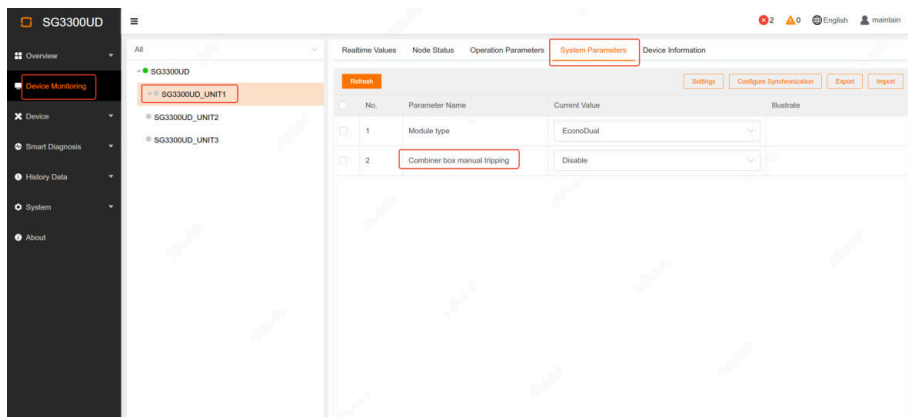 SG3300UD
2
0
English
maintain
Overview
Device Monitoring
Device
Smart Diagnosis
History Data
System
About
All
SG3300UD
SG3300UD_UNIT1
SG3300UD_UNIT2
SG3300UD_UNIT3
Realtime Values Node Status Operation Parameters System Parameters Device Information
Refresh Settings Configure Synchronization Export Import
No. Parameter Name Current Value Illustrate
1 Module type EconoDual
2 Combiner box manual tripping Disable